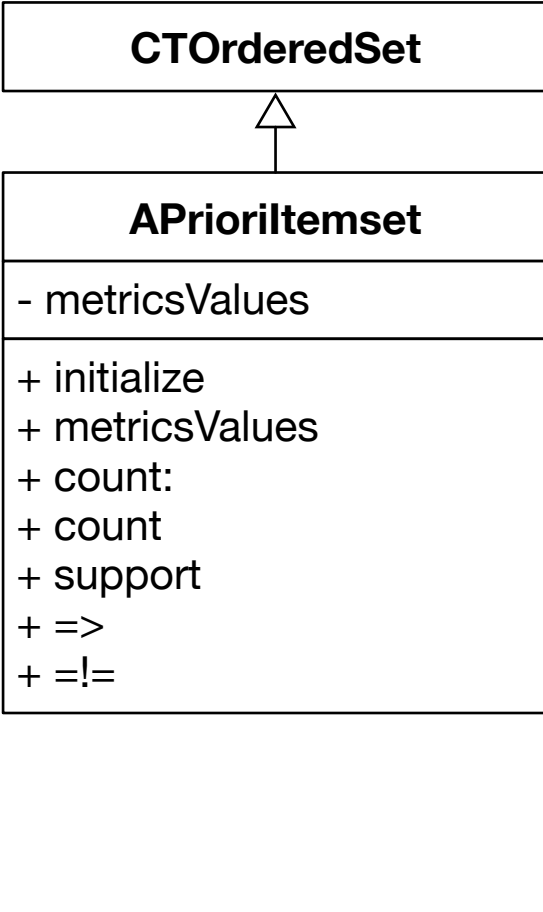 CTOrderedSet
APrioriItemset
- metricsValues
+ initialize
+ metricsValues
+ count:
+ count
+ support
+ =>
+ =!=